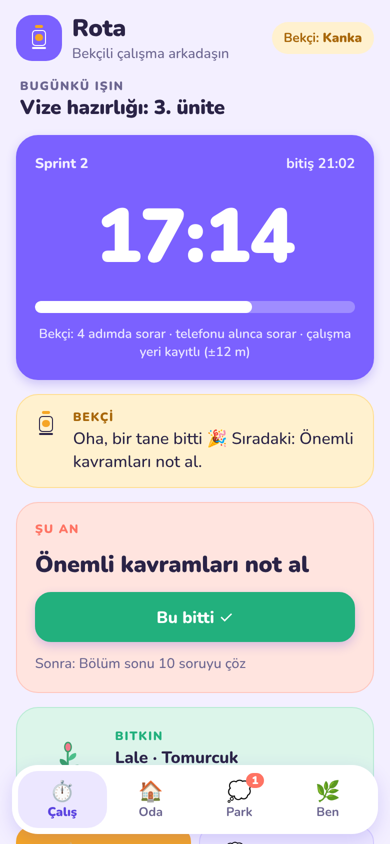 Rota
Bekçili çalışma arkadaşın
Bekçi: Kanka
BUGÜNKÜ IŞIN
Vize hazırlığı: 3. ünite
Sprint 2
bitiş 21:02
17:14
Bekçi: 4 adımda sorar · telefonu alınca sorar · çalışma
yeri kayıtlı (±12 m)
BEKÇİ
Oha, bir tane bitti 🎉 Sıradaki: Önemli
kavramları not al.
ŞU AN
Önemli kavramları not al
Bu bitti ✓
Sonra: Bölüm sonu 10 soruyu çöz
BITKIN
Lale · Tomurcuk
1
Çalış
Oda
Park
Ben